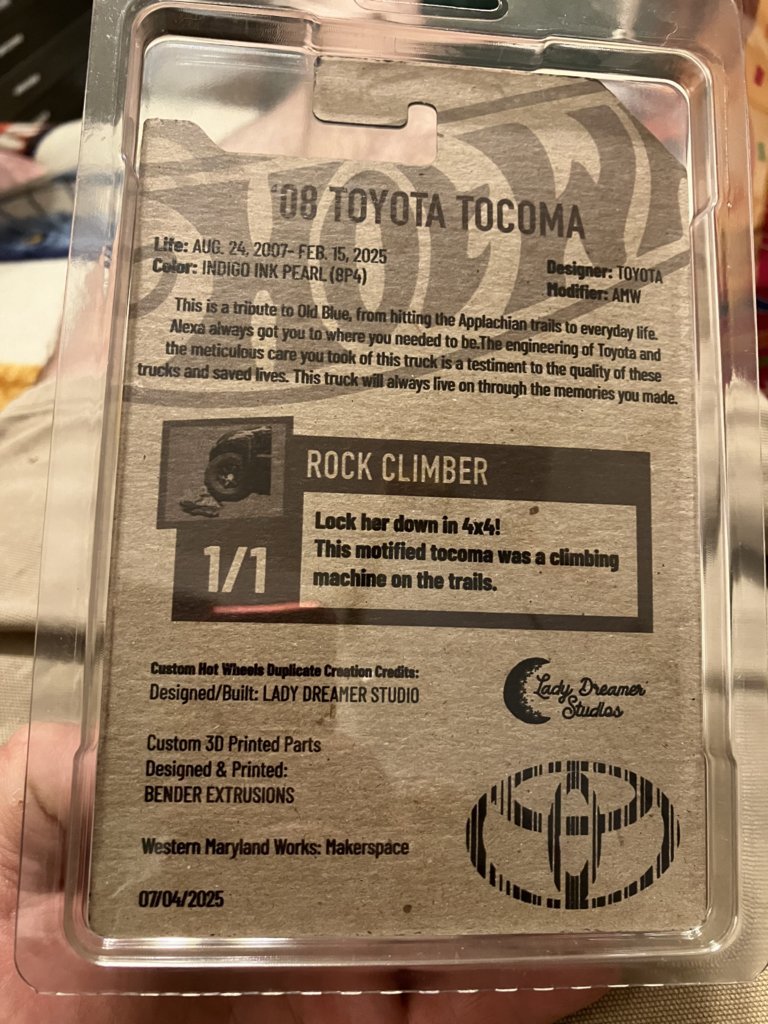 '08 TOYOTA TOCOMA
Life: AUG. 24, 2007- FEB. 15, 2025
Color: INDIGO INK PEARL (8P4)
Designer: TOYOTA
Modifier: AMW
This is a tribute to Old Blue, from hitting the Applachian trails to everyday life.
Alexa always got you to where you needed to be.The engineering of Toyota and
the meticulous care you took of this truck is a testiment to the quality of these
trucks and saved lives. This truck will always live on through the memories you made.
ROCK CLIMBER
1/1
Lock her down in 4x4!
This motified tocoma was a climbing
machine on the trails.
Custom Hot Wheels Duplicate Creation Credits:
Designed/Built: LADY DREAMER STUDIO
Lady Dreamer
Studios
Custom 3D Printed Parts
Designed & Printed:
BENDER EXTRUSIONS
Western Maryland Works: Makerspace
07/04/2025